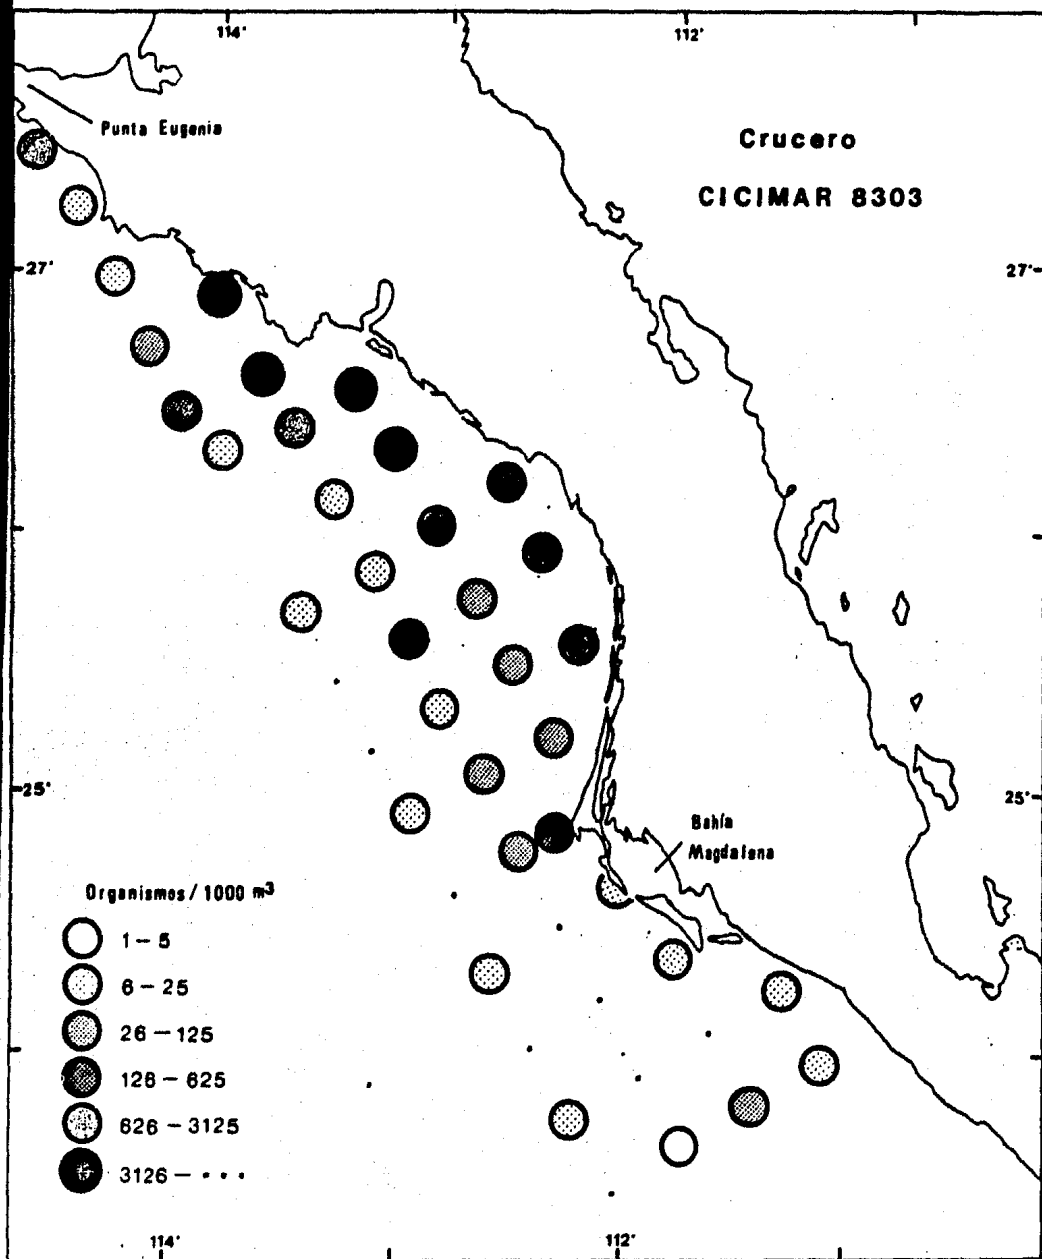 114°
112°
Punta Eugenia
Crucero
CICIMAR 8303
27°
27°
25°
25°
Bahía
Magdalena
Organismos / 1000 m³
1 – 5
6 – 25
26 – 125
126 – 625
626 – 3125
3126 – • • •
114°
112°